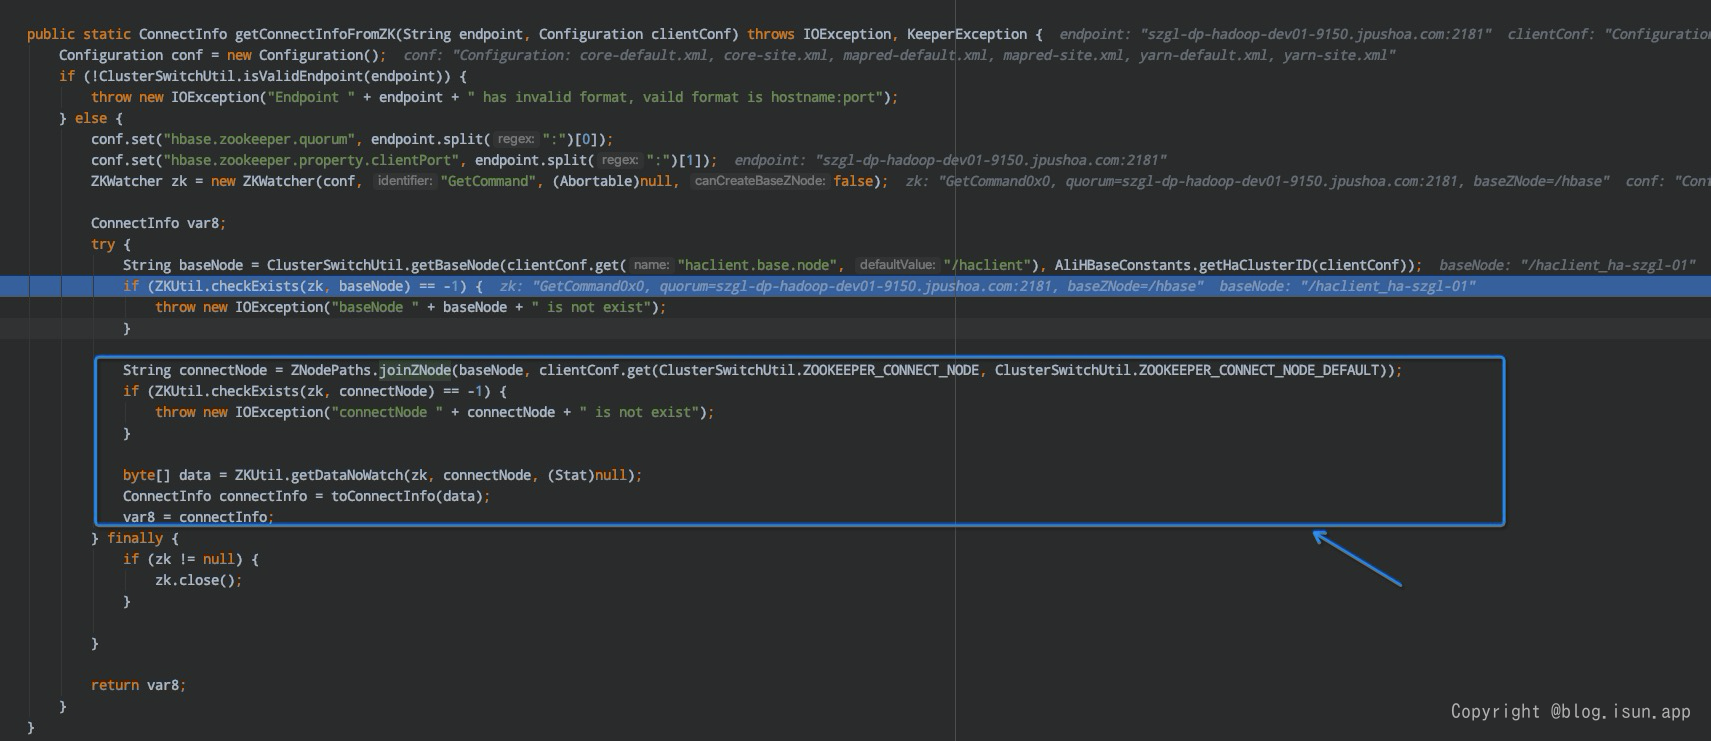 public static ConnectInfo getConnectInfoFromZK(String endpoint, Configuration clientConf) throws IOException, KeeperException {  endpoint: "szgl-dp-hadoop-dev01-9150.jpushoa.com:2181"  clientConf: "Configuratio
Configuration conf = new Configuration();  conf: "Configuration: core-default.xml, core-site.xml, mapred-default.xml, mapred-site.xml, yarn-default.xml, yarn-site.xml"
if (!ClusterSwitchUtil.isValidEndpoint(endpoint)) {
throw new IOException("Endpoint " + endpoint + " has invalid format, vaild format is hostname:port");
} else {
conf.set("hbase.zookeeper.quorum", endpoint.split( regex: ":")[0]);
conf.set("hbase.zookeeper.property.clientPort", endpoint.split( regex: ":")[1]);  endpoint: "szgl-dp-hadoop-dev01-9150.jpushoa.com:2181"
ZKWatcher zk = new ZKWatcher(conf, identifier: "GetCommand", (Abortable)null, canCreateBaseZNode: false);  zk: "GetCommand0x0, quorum=szgl-dp-hadoop-dev01-9150.jpushoa.com:2181, baseZNode=/hbase"  conf: "Con
ConnectInfo var8;
try {
String baseNode = ClusterSwitchUtil.getBaseNode(clientConf.get( name: "haclient.base.node", defaultValue: "/haclient"), AliHBaseConstants.getHaClusterID(clientConf));  baseNode: "/haclient_ha-szgl-01"
if (ZKUtil.checkExists(zk, baseNode) == -1) {  zk: "GetCommand0x0, quorum=szgl-dp-hadoop-dev01-9150.jpushoa.com:2181, baseZNode=/hbase"  baseNode: "/haclient_ha-szgl-01"
throw new IOException("baseNode " + baseNode + " is not exist");
}
String connectNode = ZNodePaths.joinZNode(baseNode, clientConf.get(ClusterSwitchUtil.ZOOKEEPER_CONNECT_NODE, ClusterSwitchUtil.ZOOKEEPER_CONNECT_NODE_DEFAULT));
if (ZKUtil.checkExists(zk, connectNode) == -1) {
throw new IOException("connectNode " + connectNode + " is not exist");
}
byte[] data = ZKUtil.getDataNoWatch(zk, connectNode, (Stat)null);
ConnectInfo connectInfo = toConnectInfo(data);
var8 = connectInfo;
} finally {
if (zk != null) {
zk.close();
}
}
return var8;
}
}
Copyright @blog.isun.app